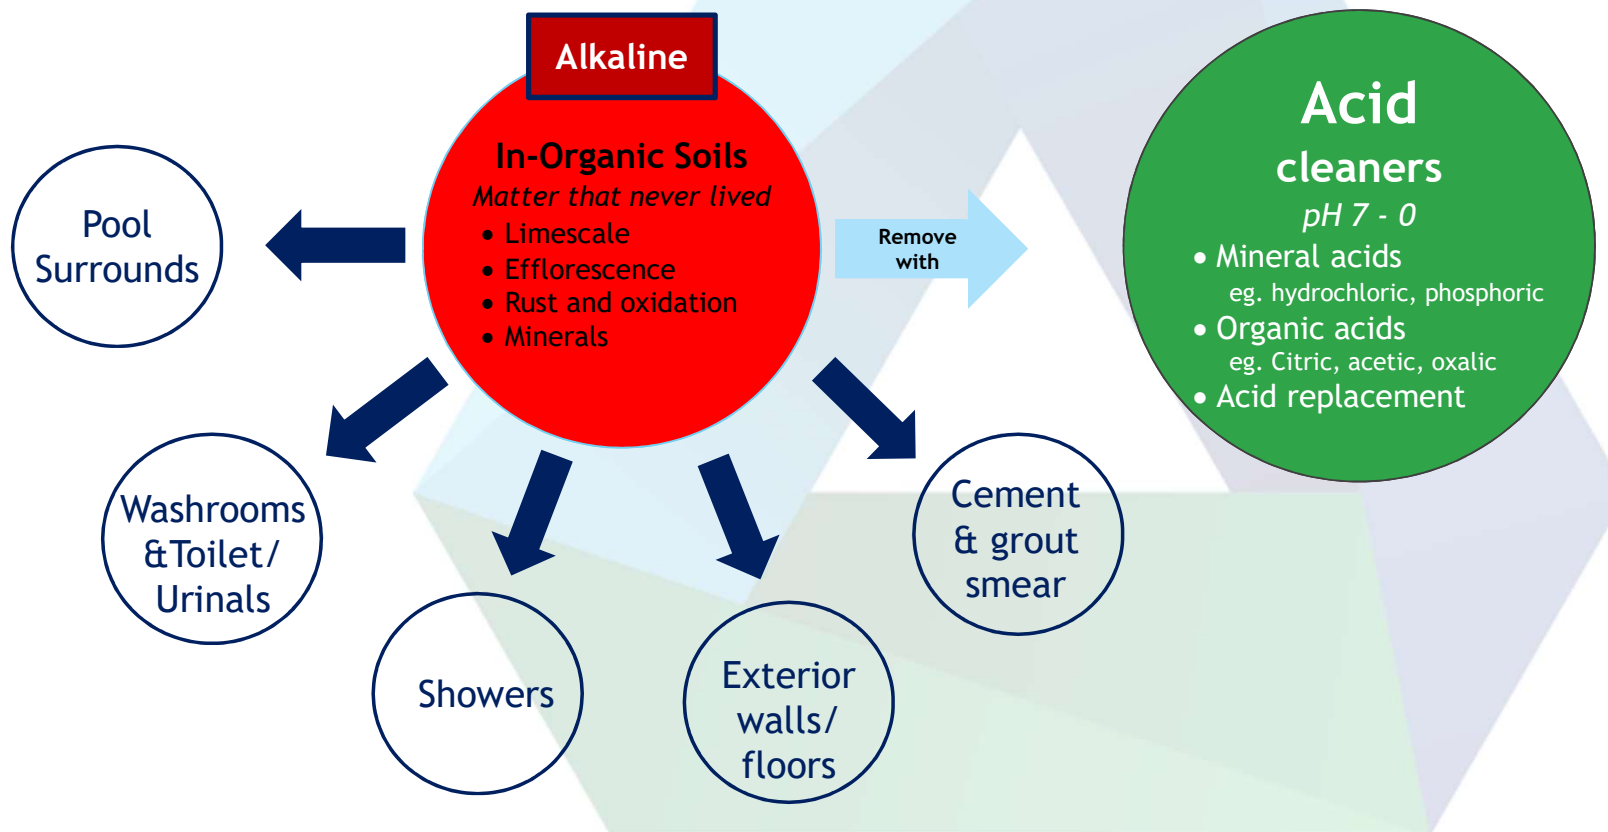 Alkaline
In-Organic Soils
Matter that never lived
• Limescale
• Efflorescence
• Rust and oxidation
• Minerals
Remove
with
Acid
cleaners
pH 7 - 0
• Mineral acids
eg. hydrochloric, phosphoric
• Organic acids
eg. Citric, acetic, oxalic
• Acid replacement
Pool
Surrounds
Washrooms
&Toilet/
Urinals
Showers
Exterior
walls/
floors
Cement
& grout
smear